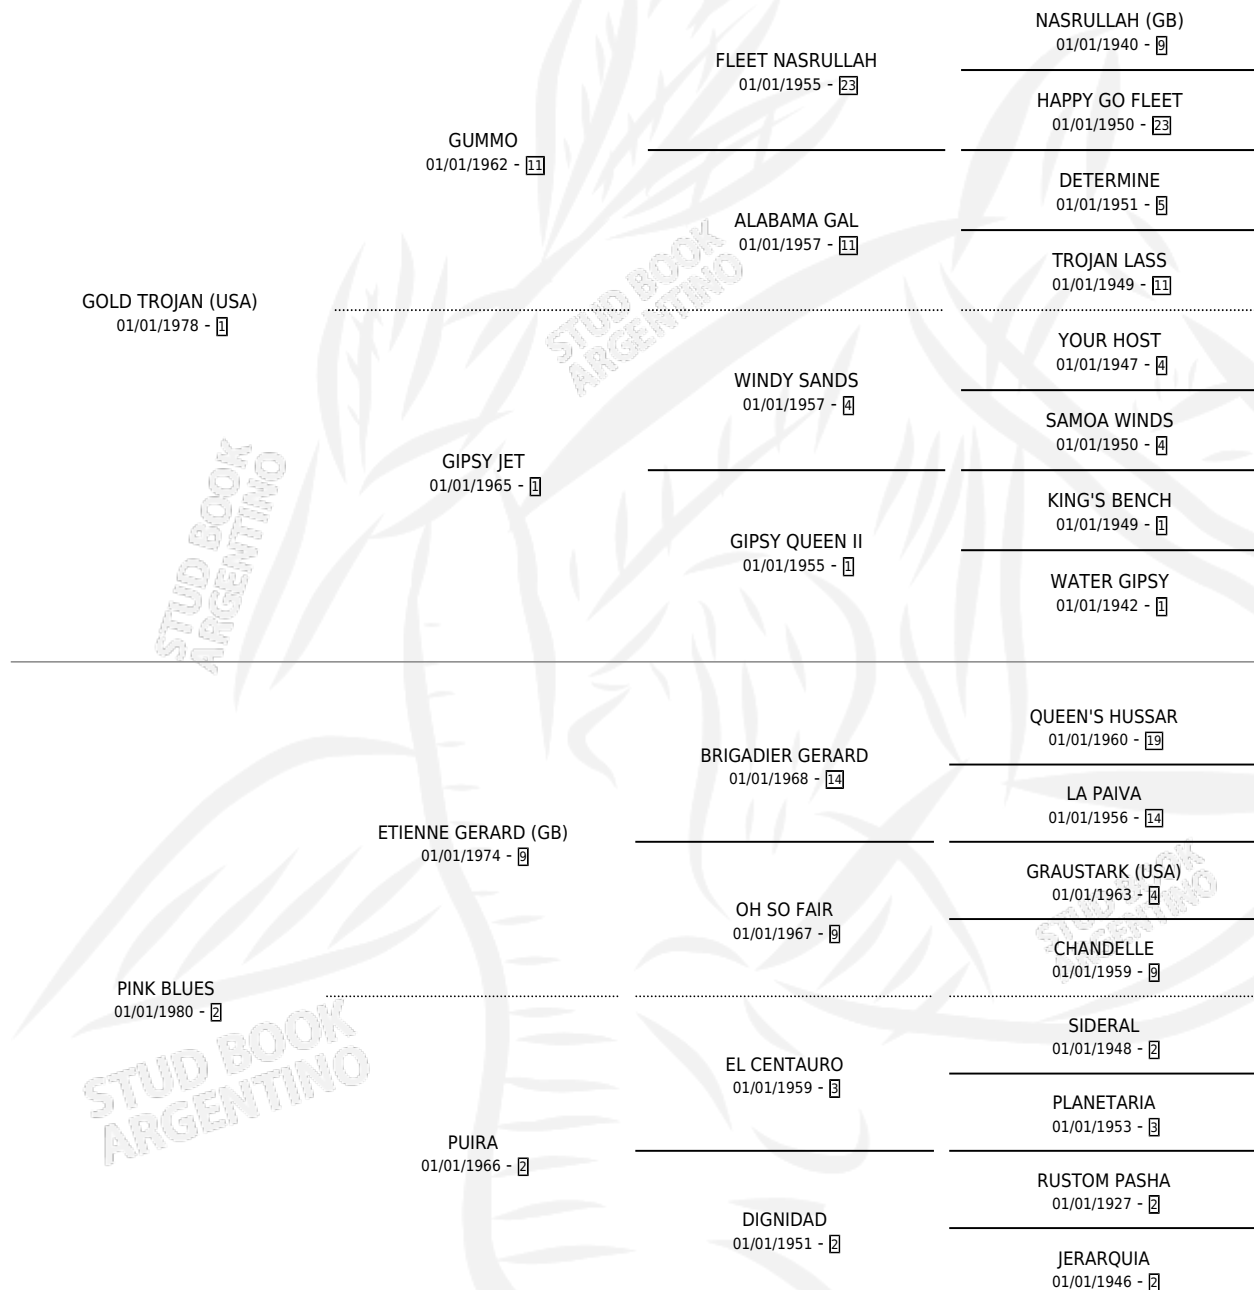 NASRULLAH (GB)
01/01/1940 - 9
FLEET NASRULLAH
01/01/1955 - 23
HAPPY GO FLEET
01/01/1950 - 23
GUMMO
01/01/1962 - 11
DETERMINE
01/01/1951 - 5
ALABAMA GAL
01/01/1957 - 11
TROJAN LASS
01/01/1949 - 11
GOLD TROJAN (USA)
01/01/1978 - 1
YOUR HOST
01/01/1947 - 4
WINDY SANDS
01/01/1957 - 4
SAMOA WINDS
01/01/1950 - 4
GIPSY JET
01/01/1965 - 1
KING'S BENCH
01/01/1949 - 1
GIPSY QUEEN II
01/01/1955 - 1
WATER GIPSY
01/01/1942 - 1
STUD BOOK
ARGENTINO
STUD BOOK
ARGENTINO
QUEEN'S HUSSAR
01/01/1960 - 19
BRIGADIER GERARD
01/01/1968 - 14
LA PAIVA
01/01/1956 - 14
ETIENNE GERARD (GB)
01/01/1974 - 9
GRAUSTARK (USA)
01/01/1963 - 4
OH SO FAIR
01/01/1967 - 9
CHANDELLE
01/01/1959 - 9
PINK BLUES
01/01/1980 - 2
SIDERAL
01/01/1948 - 2
EL CENTAURO
01/01/1959 - 3
PLANETARIA
01/01/1953 - 3
PUIRA
01/01/1966 - 2
RUSTOM PASHA
01/01/1927 - 2
DIGNIDAD
01/01/1951 - 2
JERARQUIA
01/01/1946 - 2
STUD BOOK
ARGENTINO
STUD BOOK
ARGENTINO